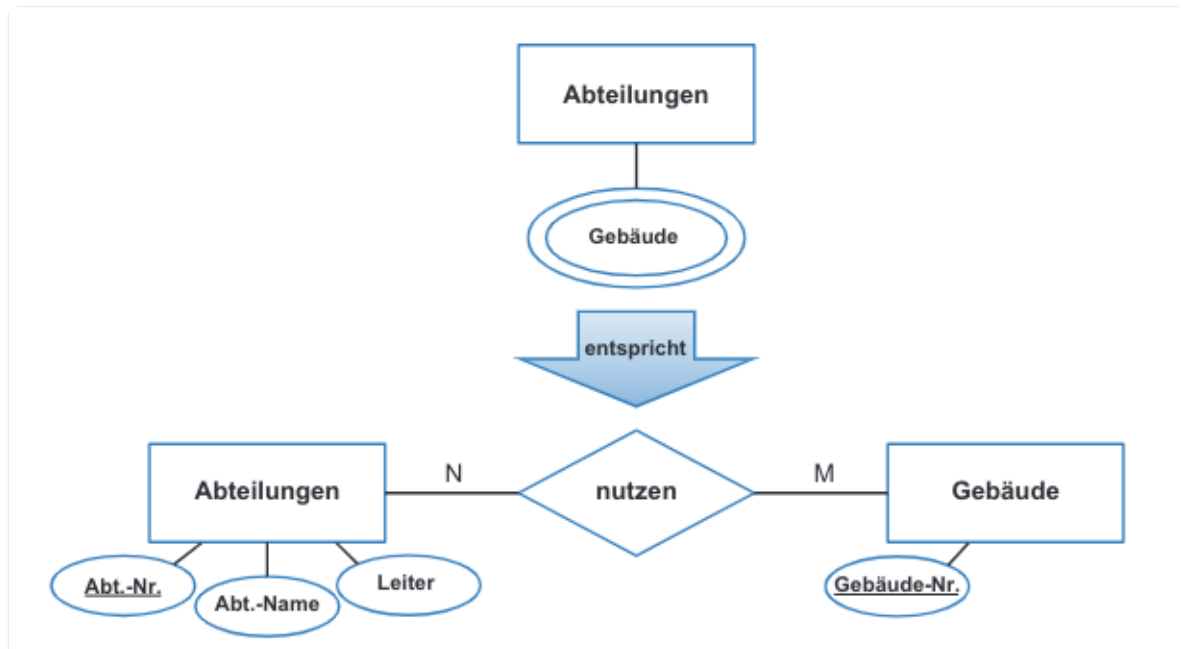 Abteilungen
Gebäude
entspricht
Abteilungen
N
nutzen
M
Gebäude
Abt.-Nr.
Abt.-Name
Leiter
Gebäude-Nr.